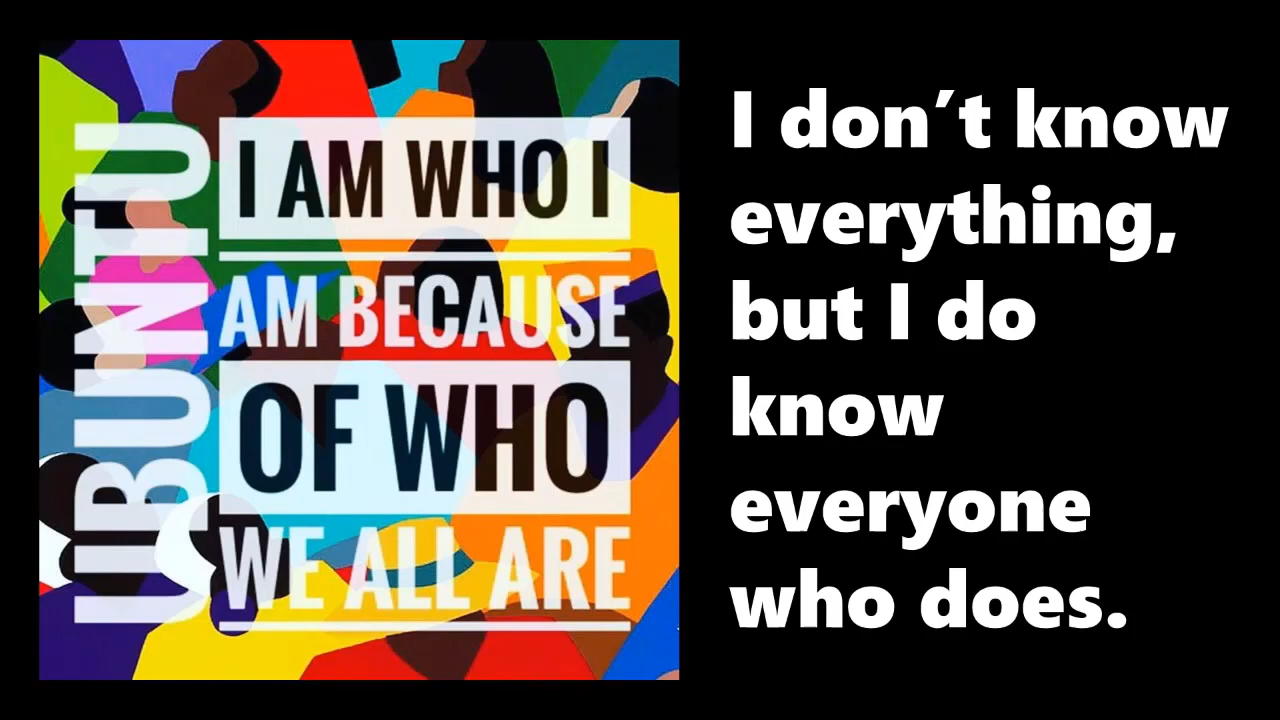 UBUNTU
I AM WHO I
AM BECAUSE
OF WHO
WE ALL ARE
I don’t know
everything,
but I do
know
everyone
who does.